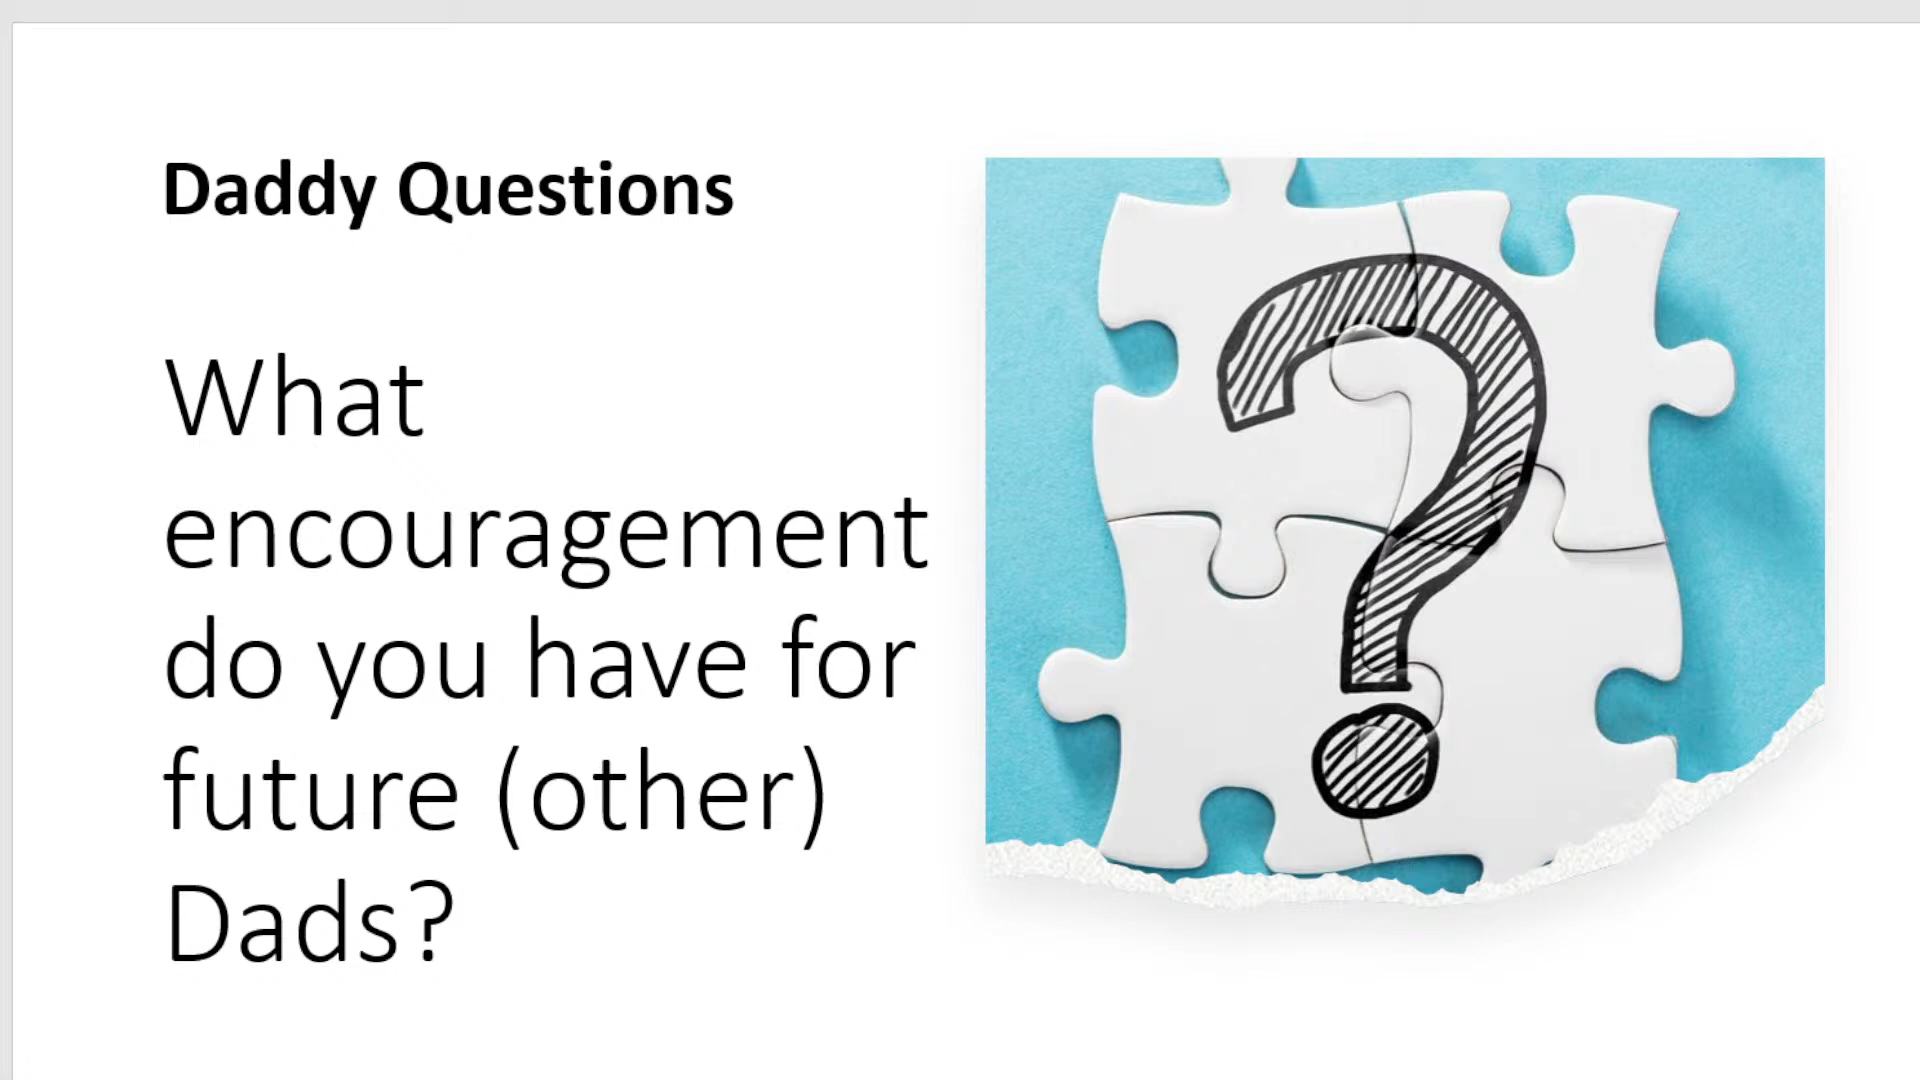 Daddy Questions
What
encouragement
do you have for
future (other)
Dads?
?